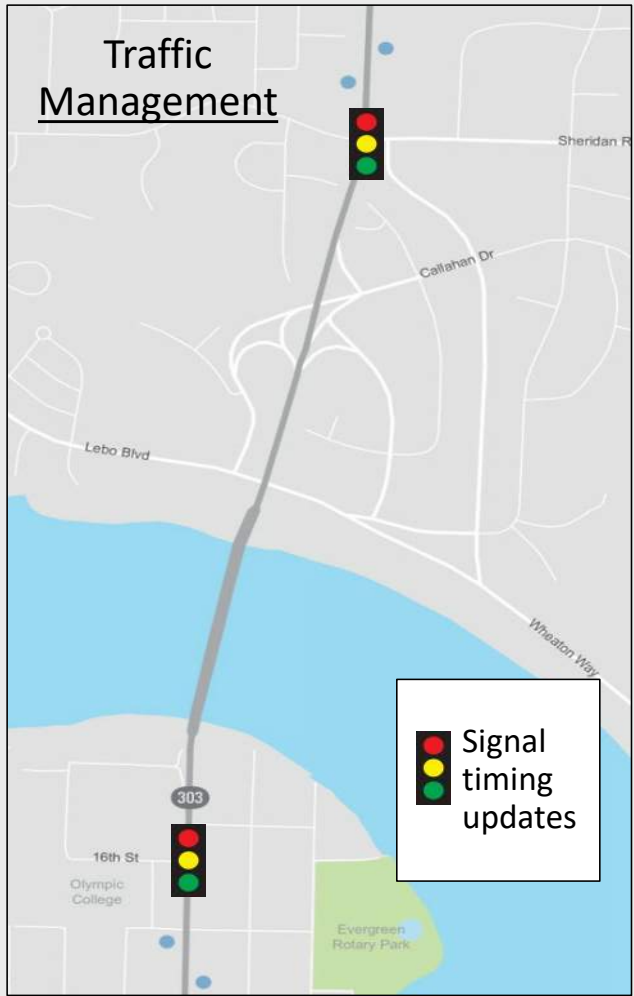 Traffic
Management
Sheridan R
Callahan Dr
Lebo Blvd
Wheaton Way
Signal
timing
updates
303
16th St
Olympic
College
Evergreen
Rotary Park